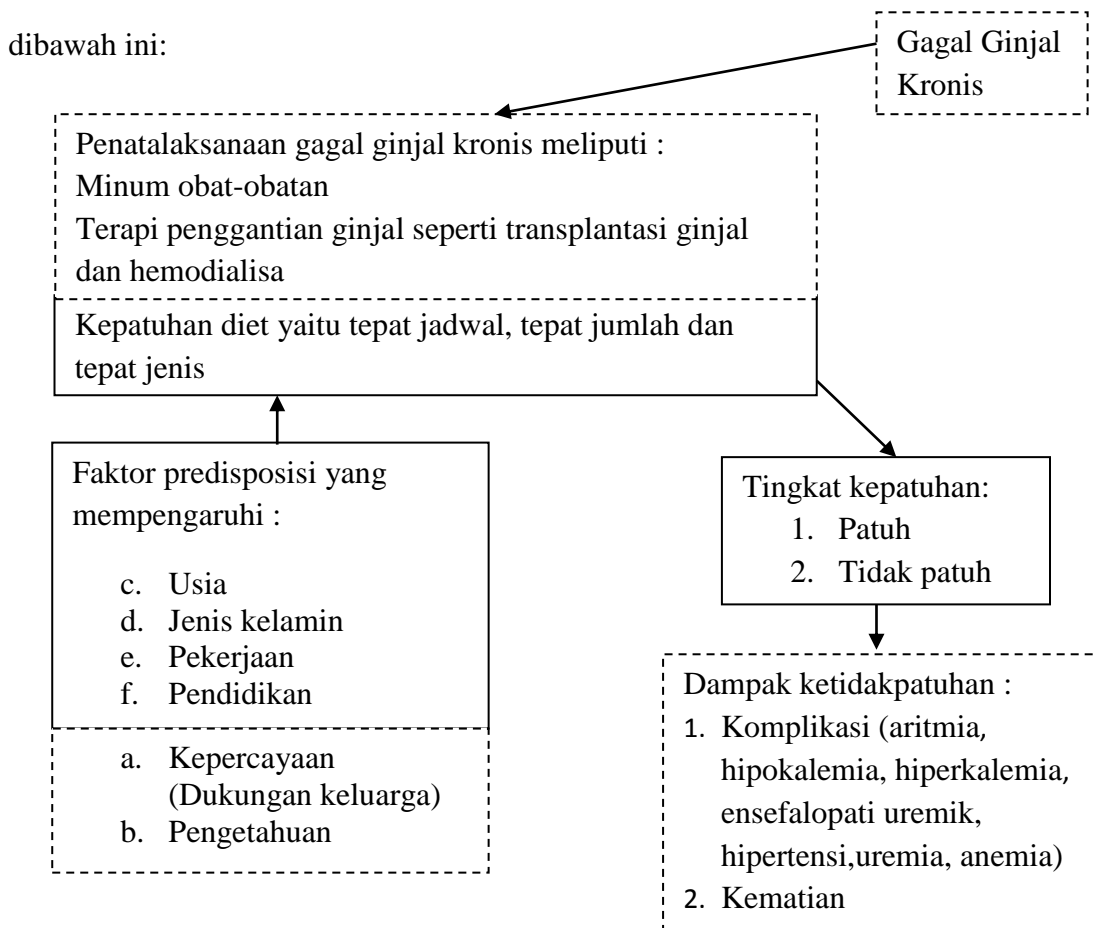 dibawah ini:
Gagal Ginjal
Kronis
Penatalaksanaan gagal ginjal kronis meliputi :
Minum obat-obatan
Terapi penggantian ginjal seperti transplantasi ginjal
dan hemodialisa
Kepatuhan diet yaitu tepat jadwal, tepat jumlah dan
tepat jenis
Faktor predisposisi yang
mempengaruhi :
c. Usia
d. Jenis kelamin
e. Pekerjaan
f. Pendidikan
a. Kepercayaan
(Dukungan keluarga)
b. Pengetahuan
Tingkat kepatuhan:
1. Patuh
2. Tidak patuh
Dampak ketidakpatuhan :
1. Komplikasi (aritmia,
hipokalemia, hiperkalemia,
ensefalopati uremik,
hipertensi,uremia, anemia)
2. Kematian